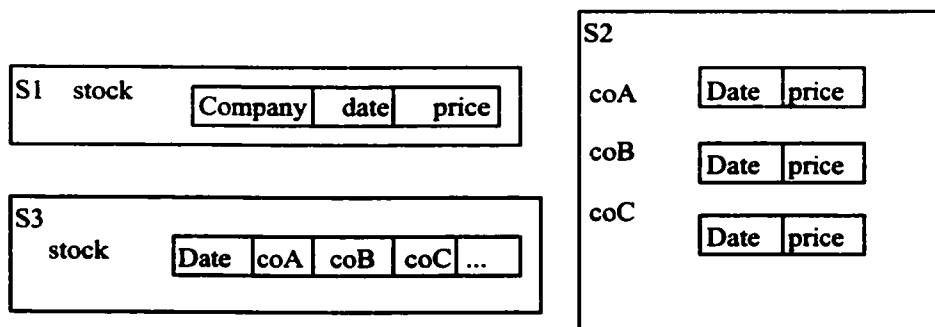 S1 stock Company date price
S3
stock Date coA coB coC ...
S2
coA Date price
coB Date price
coC
Date price